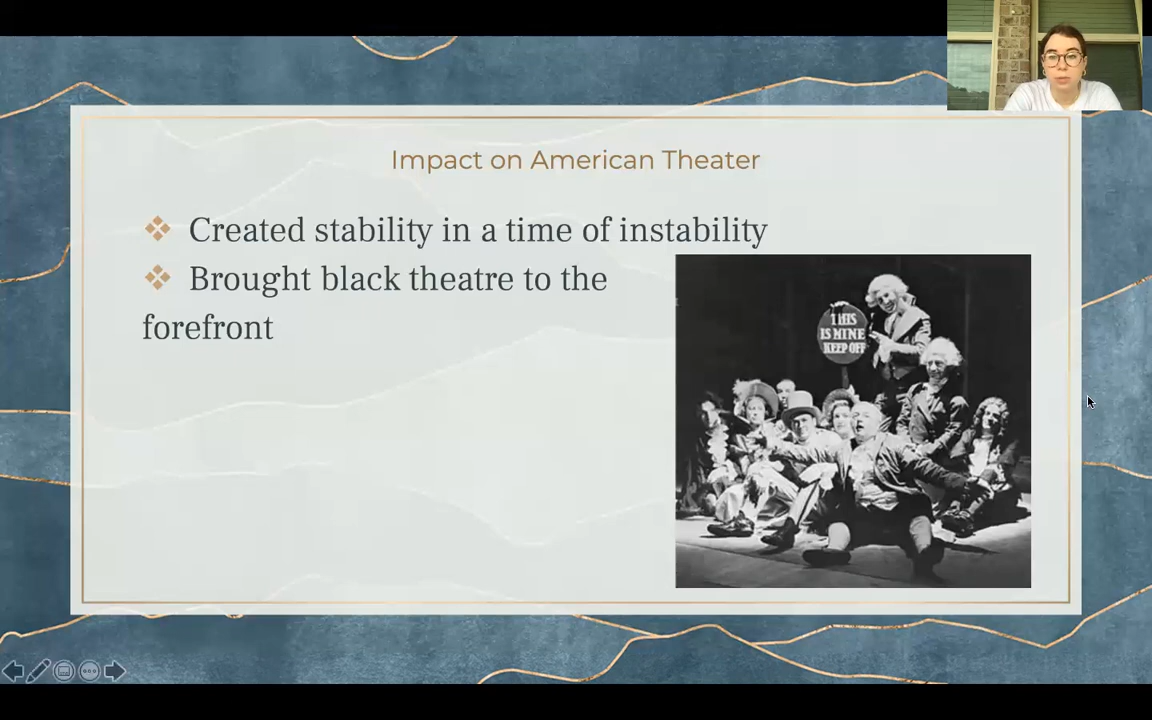 Impact on American Theater
❖ Created stability in a time of instability
❖ Brought black theatre to the
forefront
THIS
IS MINE
KEEP OFF